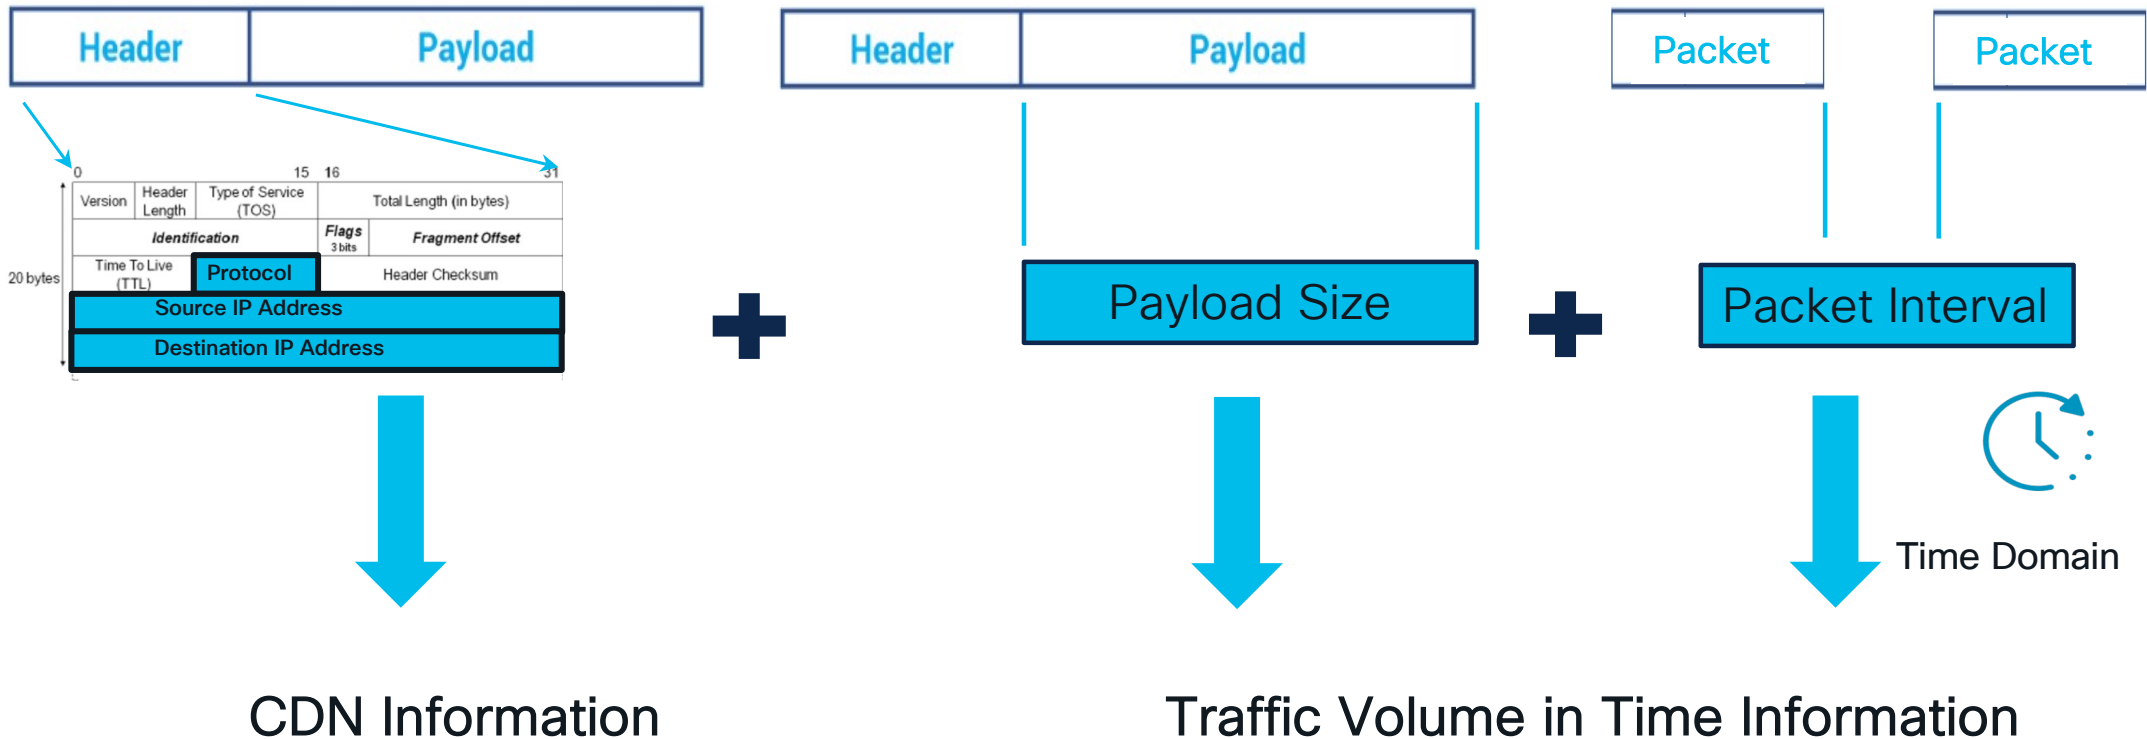 Header Payload
Header Payload
Packet Packet
0 15 16 31
Version
Header
Length
Type of Service
(TOS)
Total Length (in bytes)
Identification
Flags
3 bits
Fragment Offset
20 bytes
Time To Live
(TTL)
Protocol
Header Checksum
Source IP Address
Destination IP Address
Payload Size
Packet Interval
Time Domain
CDN Information
Traffic Volume in Time Information